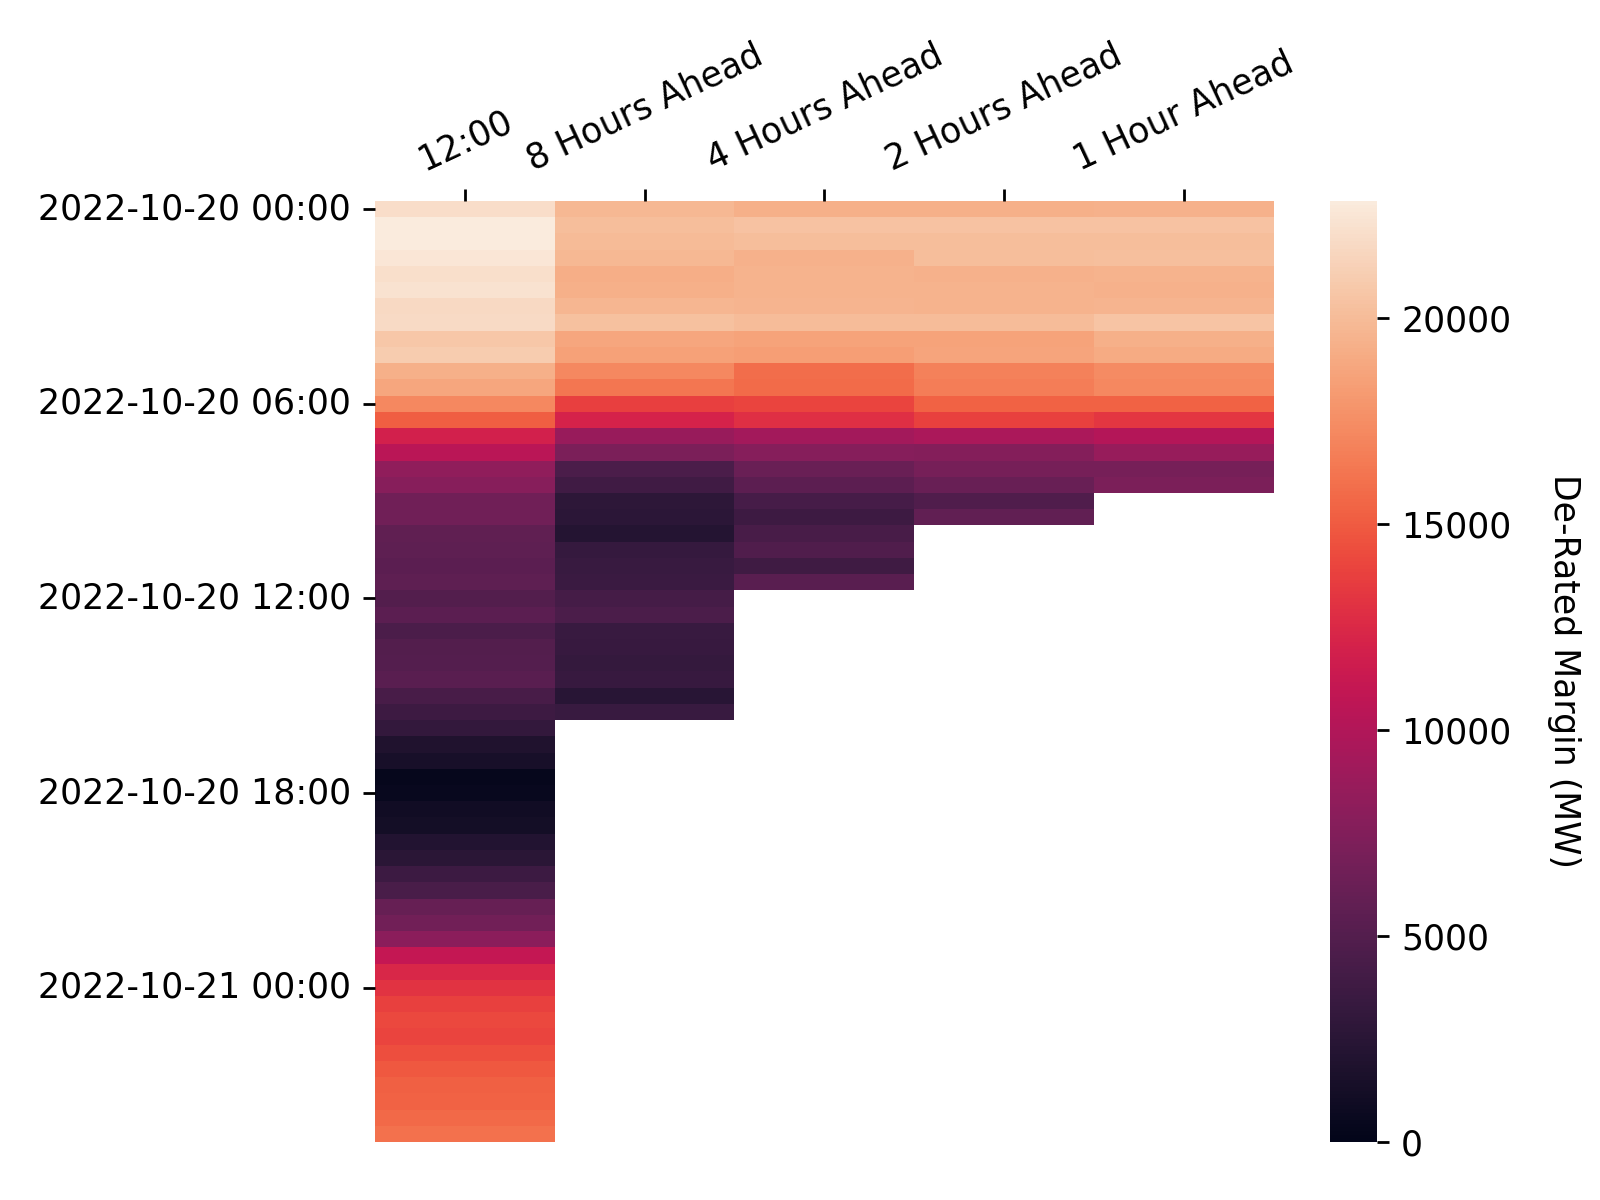 12:00
8 Hours Ahead
4 Hours Ahead
2 Hours Ahead
1 Hour Ahead
2022-10-20 00:00
2022-10-20 06:00
2022-10-20 12:00
2022-10-20 18:00
2022-10-21 00:00
20000
15000
10000
5000
0
De-Rated Margin (MW)